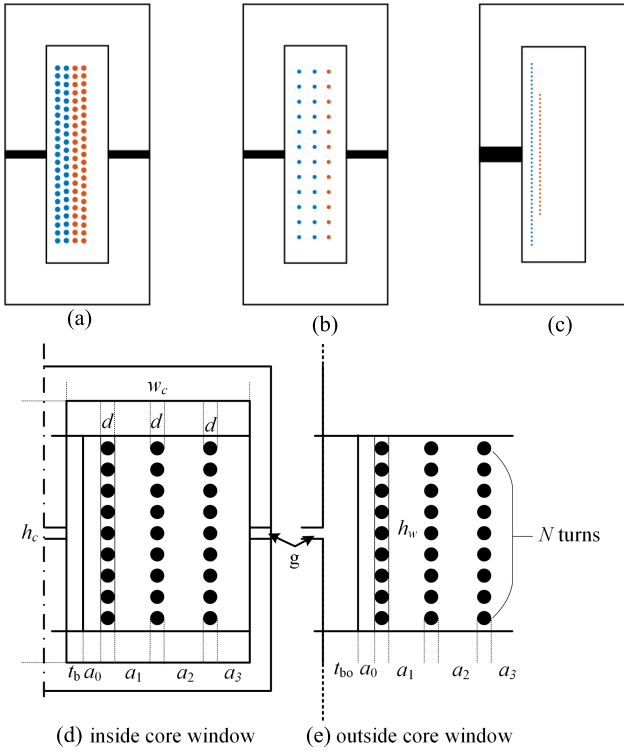 (a)
(b)
(c)
w_c
d d d
h_c
g
h_w
N turns
t_b a_0 a_1 a_2 a_3
t_bo a_0 a_1 a_2 a_3
(d) inside core window
(e) outside core window